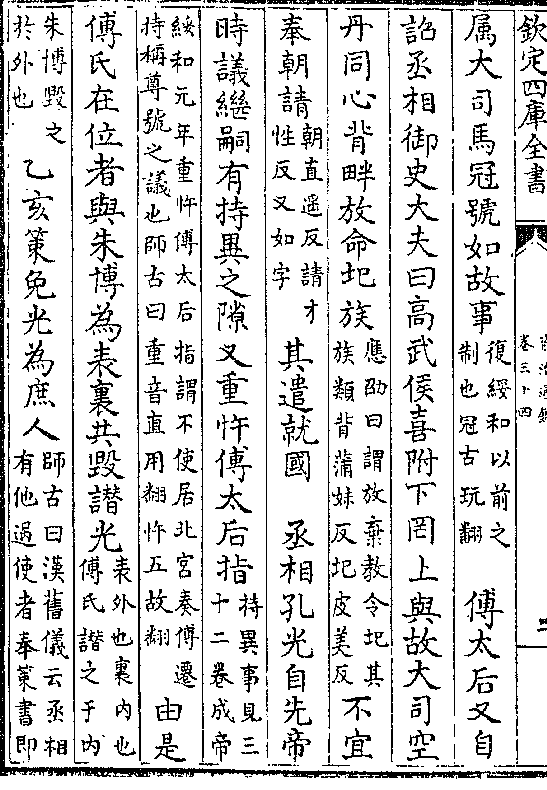 欽定四庫全書
卷三十四
屬大司馬冠號如故事復綏和以前之制也冠古玩翻　傅太后又自
詔丞相御史大夫曰高武侯喜附下罔上與故大司空
丹同心背畔放命圯族應劭曰謂放棄教令圯其族類背蒲妹反圯皮美反不宜
奉朝請朝直遥反請才性反又如字其遣就國　丞相孔光自先帝
時議繼嗣有持異之隙又重忤傅太后指持異事見三十二卷成帝
綏和元年重忤傅太后指謂不使居北宮奏傅遷持稱尊號之議也師古曰重音直用翻忤五故翻由是
傅氏在位者與朱博為表裏共毀譖光表外也裏内也傅氏譖之于内
朱博毀之於外也乙亥策免光為庶人師古曰漢舊儀云丞相有他過使者奉策書即